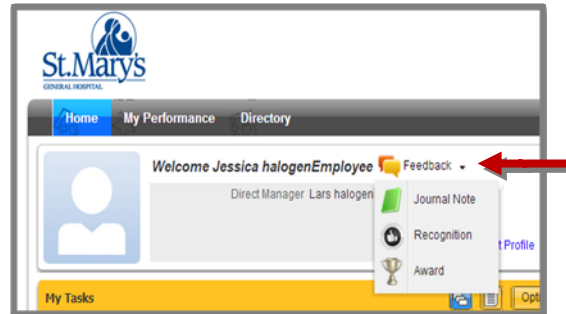 St.Mary's
GENERAL HOSPITAL
Home My Performance Directory
Welcome Jessica halogenEmployee Feedback
Direct Manager Lars halogen
Journal Note
Recognition
t Profile
Award
My Tasks
Opt